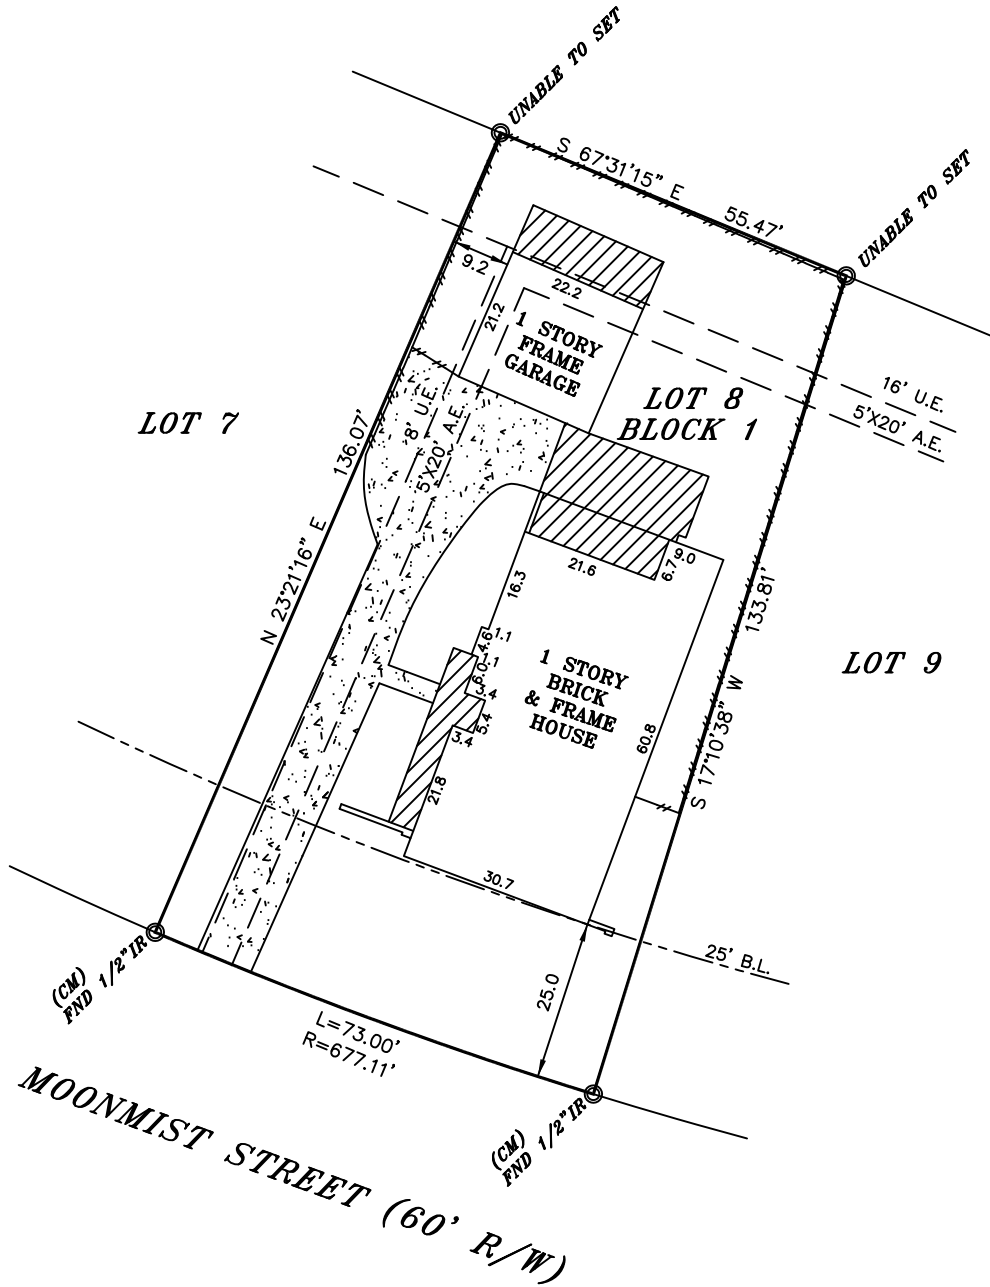 UNABLE TO SET
S 67°31'15" E
55.47'
UNABLE TO SET
9.2
22.2
21.2
1 STORY
FRAME
GARAGE
16' U.E.
5'X20' A.E.
LOT 8
BLOCK 1
LOT 7
8' U.E.
5'X20' A.E.
136.07'
N 23°21'16" E
21.6
6.7
9.0
16.3
1.1
4.6
1.1
6.0
3.4
5.4
3.4
21.8
1 STORY
BRICK
& FRAME
HOUSE
60.8
133.81'
S 17°10'38" W
LOT 9
30.7
25' B.L.
25.0
(CM)
FND 1/2"IR
L=73.00'
R=677.11'
(CM)
FND 1/2"IR
MOONMIST STREET (60' R/W)